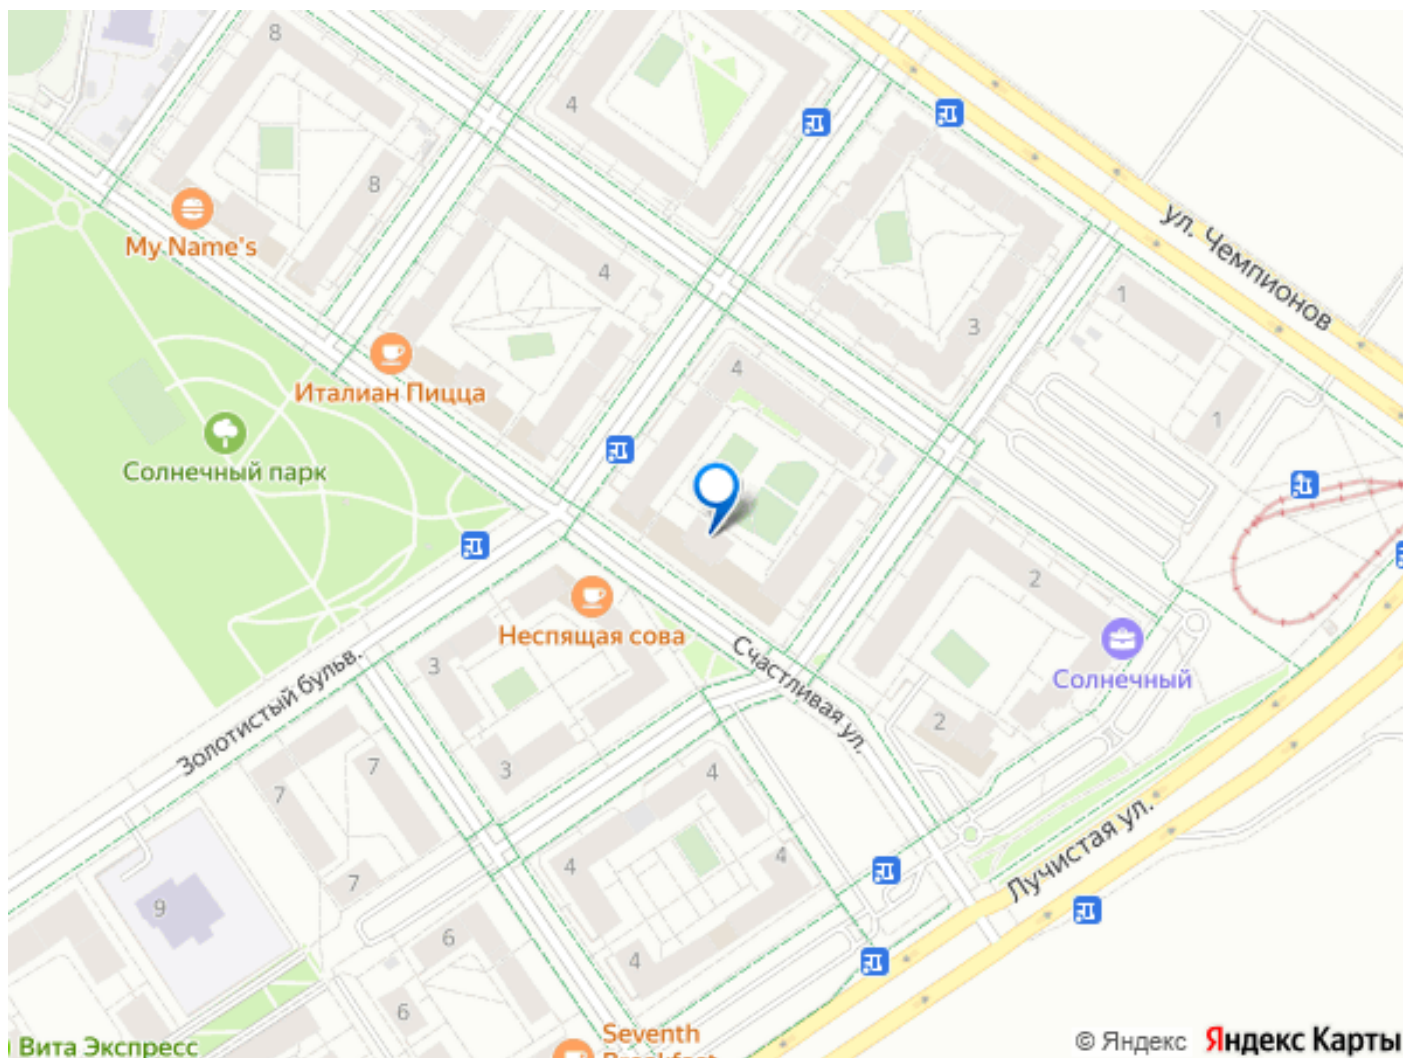 8
4
8
My Name's
4
ул. Чемпионов
1
3
Италиан Пицца
4
1
Солнечный парк
2
Неспящая сова
3
Счастливая ул.
Солнечный
2
Золотистый бульв.
7
3
4
7
Лучистая ул.
4
4
7
9
6
4
6
Seventh
Вита Экспресс
© Яндекс Яндекс Карты